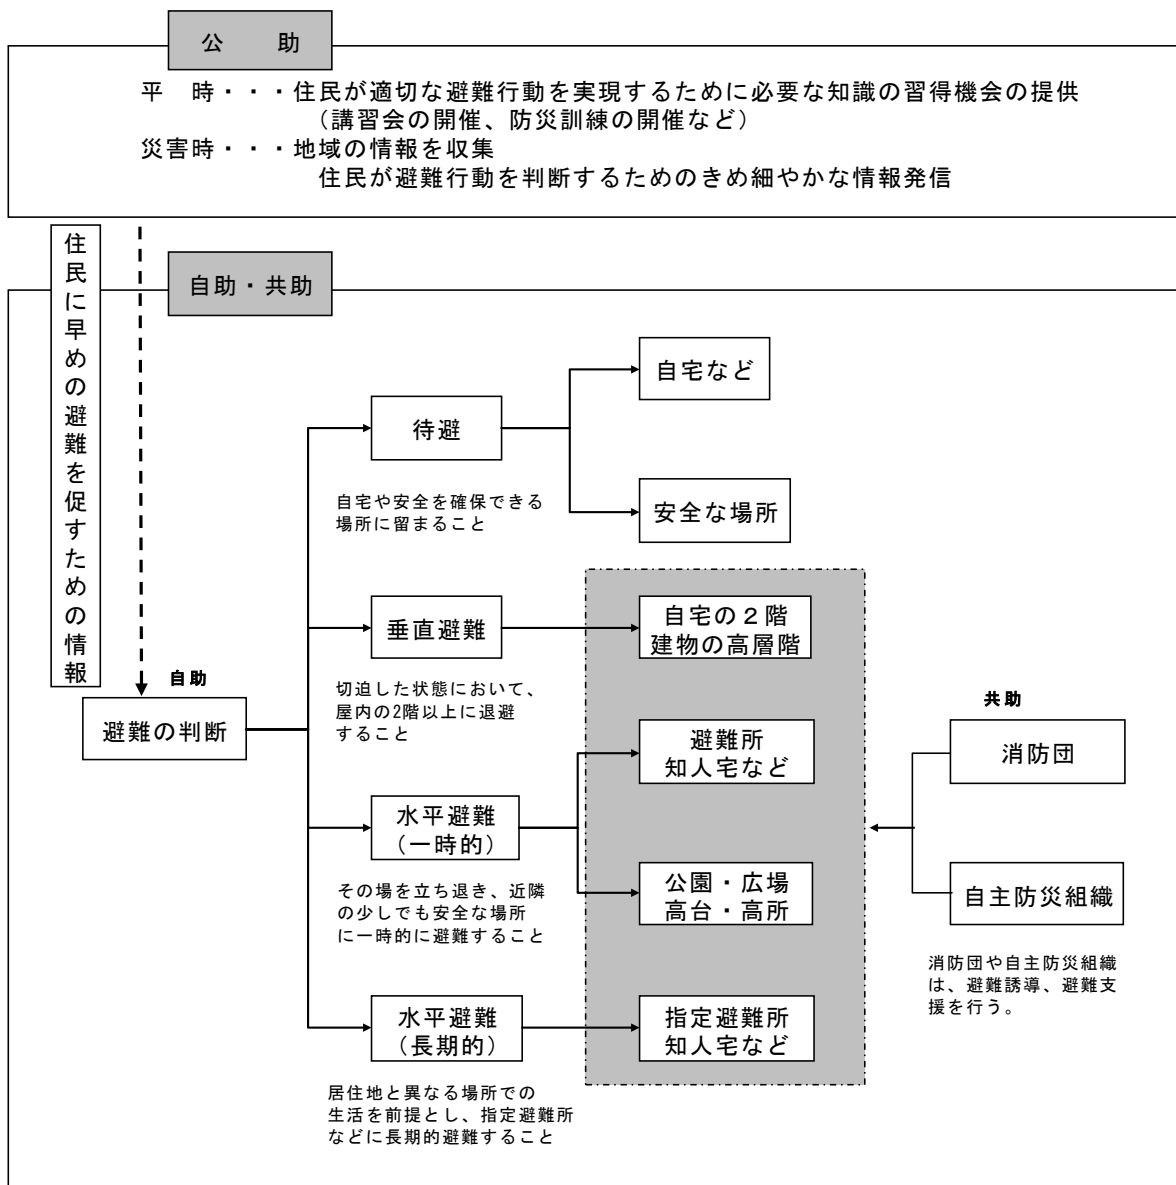 公　　助
平　時・・・住民が適切な避難行動を実現するために必要な知識の習得機会の提供
（講習会の開催、防災訓練の開催など）
災害時・・・地域の情報を収集
住民が避難行動を判断するためのきめ細やかな情報発信
住民に早めの避難を促すための情報
自助・共助
自宅など
待避
自宅や安全を確保できる
場所に留まること
安全な場所
垂直避難
自宅の２階
建物の高層階
切迫した状態において、
屋内の2階以上に退避
すること
自助
避難の判断
避難所
知人宅など
水平避難
（一時的）
その場を立ち退き、近隣
の少しでも安全な場所
に一時的に避難すること
公園・広場
高台・高所
水平避難
（長期的）
指定避難所
知人宅など
居住地と異なる場所での
生活を前提とし、指定避難所
などに長期的避難すること
共助
消防団
自主防災組織
消防団や自主防災組織
は、避難誘導、避難支
援を行う。